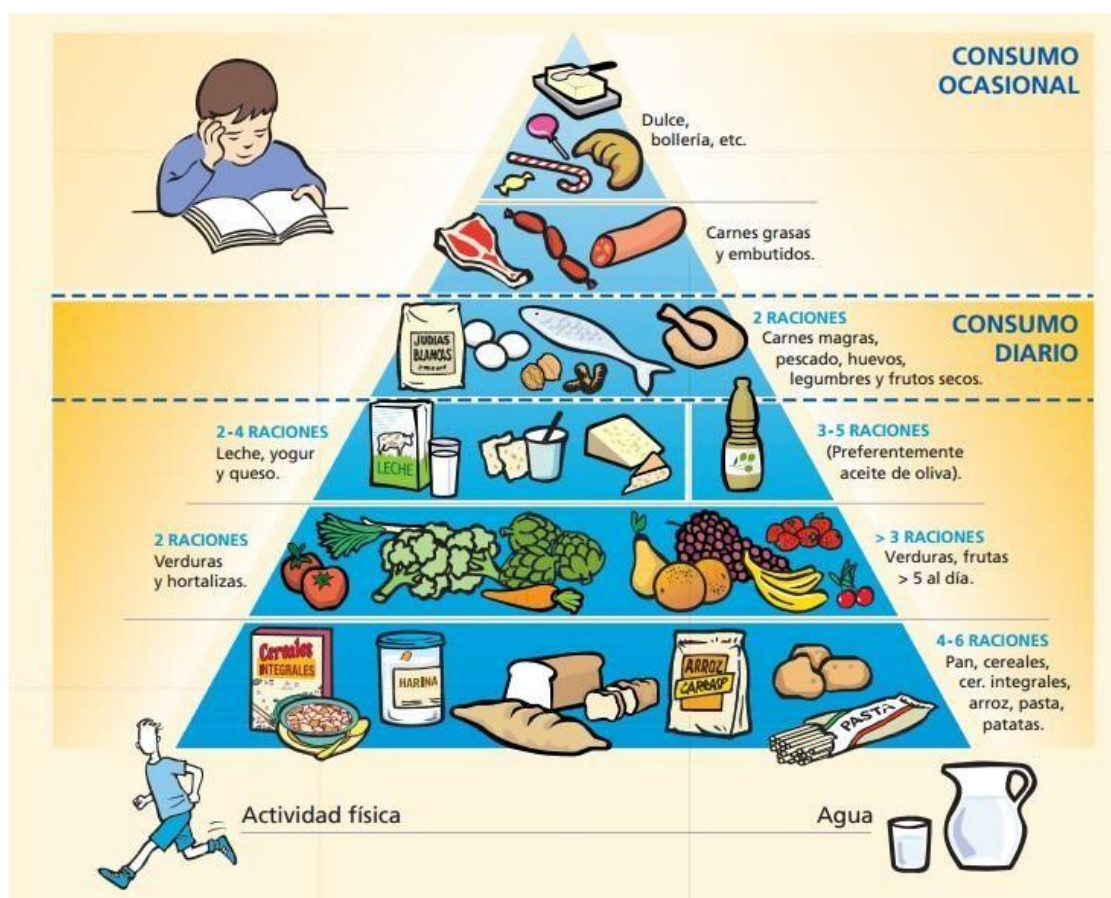 CONSUMO
OCASIONAL
Dulce,
bollería, etc.
Carnes grasas
y embutidos.
JUDIAS
BLANCAS
2 RACIONES
Carnes magras,
pescado, huevos,
legumbres y frutos secos.
CONSUMO
DIARIO
2-4 RACIONES
Leche, yogur
y queso.
LECHE
3-5 RACIONES
(Preferentemente
aceite de oliva).
2 RACIONES
Verduras
y hortalizas.
> 3 RACIONES
Verduras, frutas
> 5 al día.
Cereales
INTEGRALES
HARINA
ARROZ
PASTA
4-6 RACIONES
Pan, cereales,
cer. integrales,
arroz, pasta,
patatas.
Actividad física
Agua